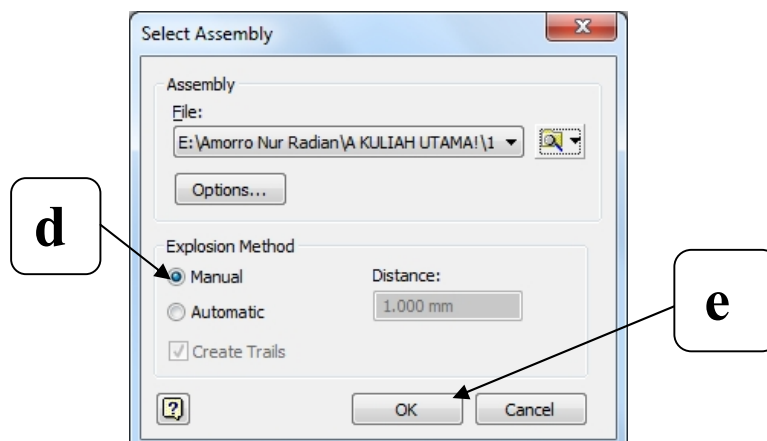 Select Assembly
Assembly
File:
E:\Amorro Nur Radian\A KULIAH UTAMA!\1
Options...
d
Explosion Method
Manual
Distance:
Automatic
1.000 mm
e
Create Trails
OK
Cancel